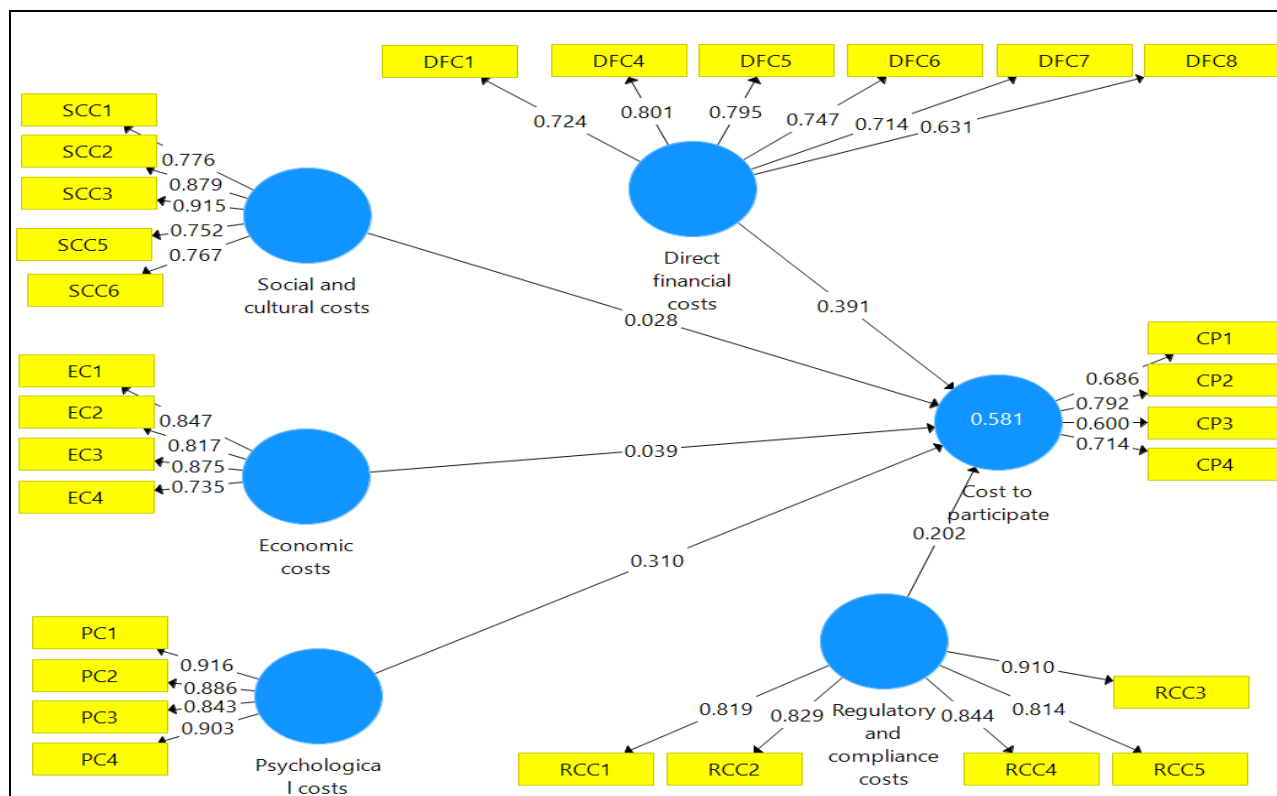 DFC1
DFC4
DFC5
DFC6
DFC7
DFC8
0.724
0.801
0.795
0.747
0.714
0.631
Direct
financial
costs
SCC1
SCC2
SCC3
SCC5
SCC6
0.776
0.879
0.915
0.752
0.767
Social and
cultural costs
0.028
0.391
EC1
EC2
EC3
EC4
0.847
0.817
0.875
0.735
Economic
costs
0.039
0.581
Cost to
participate
CP1
CP2
CP3
CP4
0.686
0.792
0.600
0.714
0.202
0.310
PC1
PC2
PC3
PC4
0.916
0.886
0.843
0.903
Psychologica
l costs
Regulatory
and
compliance
costs
0.819
0.829
0.844
0.814
0.910
RCC1
RCC2
RCC4
RCC5
RCC3